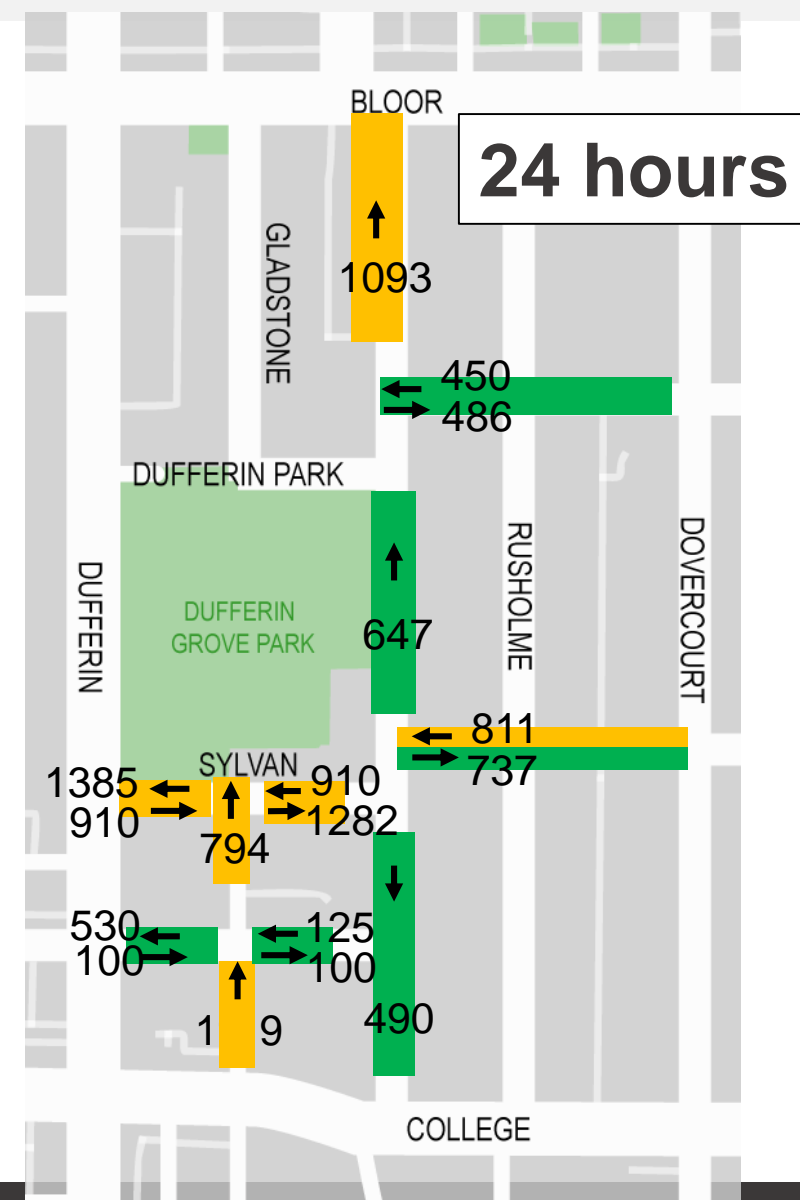 BLOOR
24 hours
GLADSTONE
1093
450
486
DUFFERIN PARK
DUFFERIN
RUSHOLME
DOVERCOURT
DUFFERIN
GROVE PARK
647
811
737
SYLVAN
1385
910
910
1282
794
530
100
125
100
490
1 9
COLLEGE